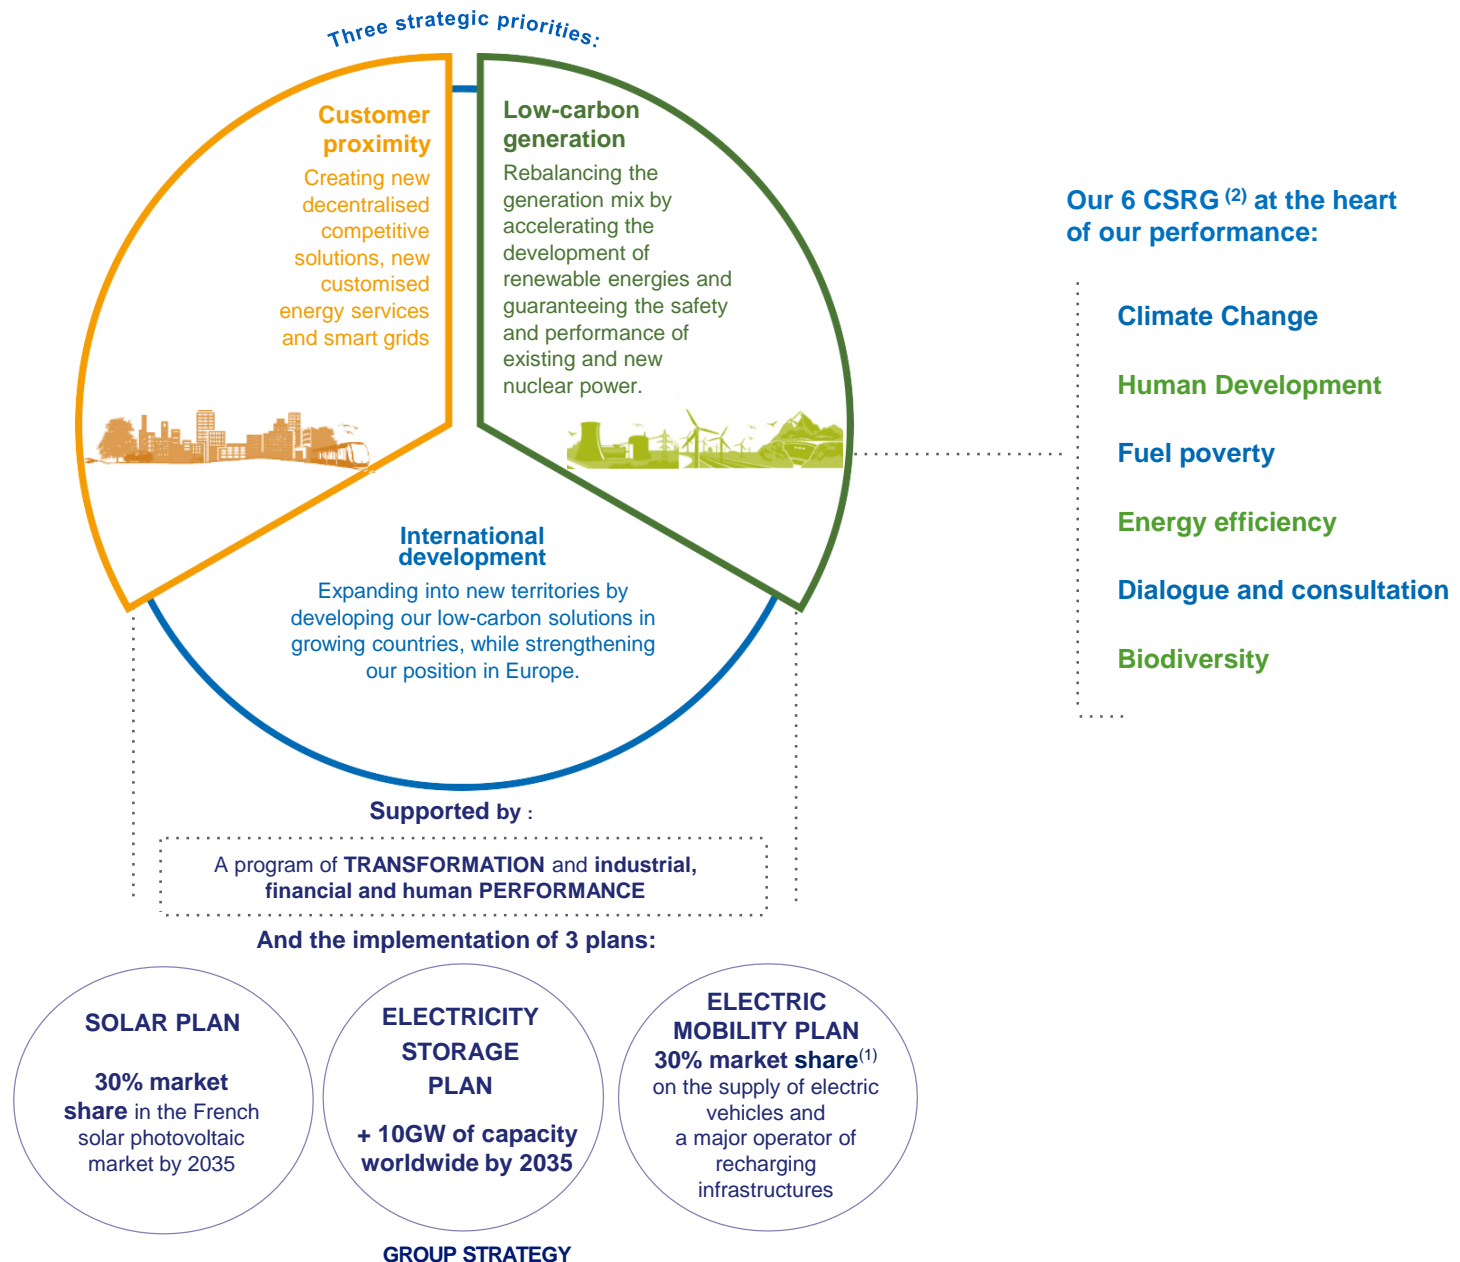 Three strategic priorities:
Customer
proximity
Creating new
decentralised
competitive
solutions, new
customised
energy services
and smart grids
Low-carbon
generation
Rebalancing the
generation mix by
accelerating the
development of
renewable energies and
guaranteeing the safety
and performance of
existing and new
nuclear power.
International
development
Expanding into new territories by
developing our low-carbon solutions in
growing countries, while strengthening
our position in Europe.
Our 6 CSRG (2) at the heart
of our performance:
Climate Change
Human Development
Fuel poverty
Energy efficiency
Dialogue and consultation
Biodiversity
Supported by :
A program of TRANSFORMATION and industrial,
financial and human PERFORMANCE
And the implementation of 3 plans:
SOLAR PLAN
30% market
share in the French
solar photovoltaic
market by 2035
ELECTRICITY
STORAGE
PLAN
+ 10GW of capacity
worldwide by 2035
ELECTRIC
MOBILITY PLAN
30% market share(1)
on the supply of electric
vehicles and
a major operator of
recharging
infrastructures
GROUP STRATEGY